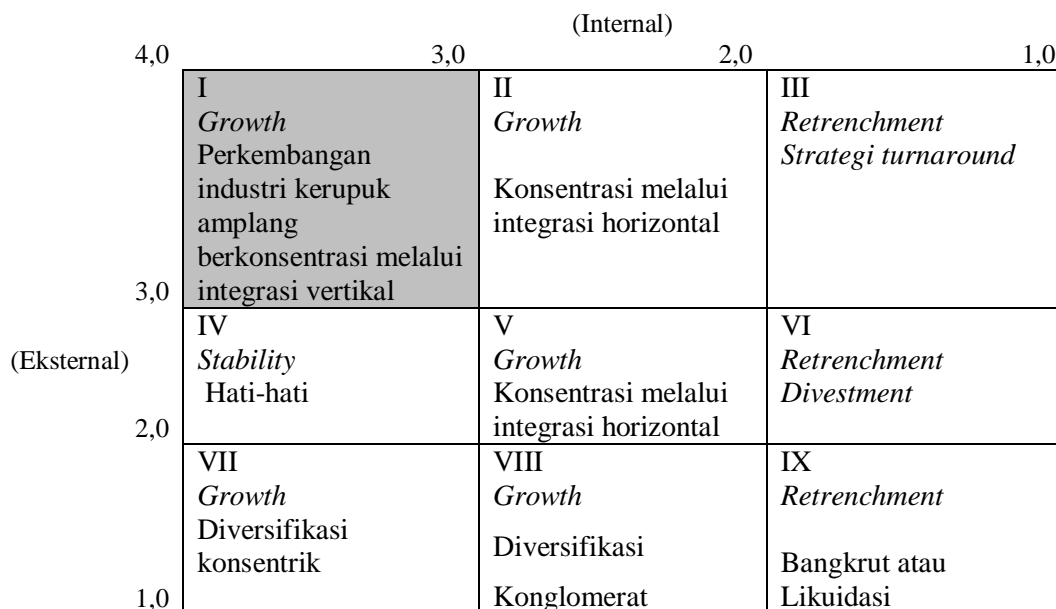 (Internal)
4,0 3,0 2,0 1,0
I
Growth
Perkembangan
industri kerupuk
amplang
berkonsentrasi melalui
integrasi vertikal
II
Growth
Konsentrasi melalui
integrasi horizontal
III
Retrenchment
Strategi turnaround
3,0
(Eksternal)
IV
Stability
Hati-hati
V
Growth
Konsentrasi melalui
integrasi horizontal
VI
Retrenchment
Divestment
2,0
VII
Growth
Diversifikasi
konsentrik
VIII
Growth
Diversifikasi
Konglomerat
IX
Retrenchment
Bangkrut atau
Likuidasi
1,0